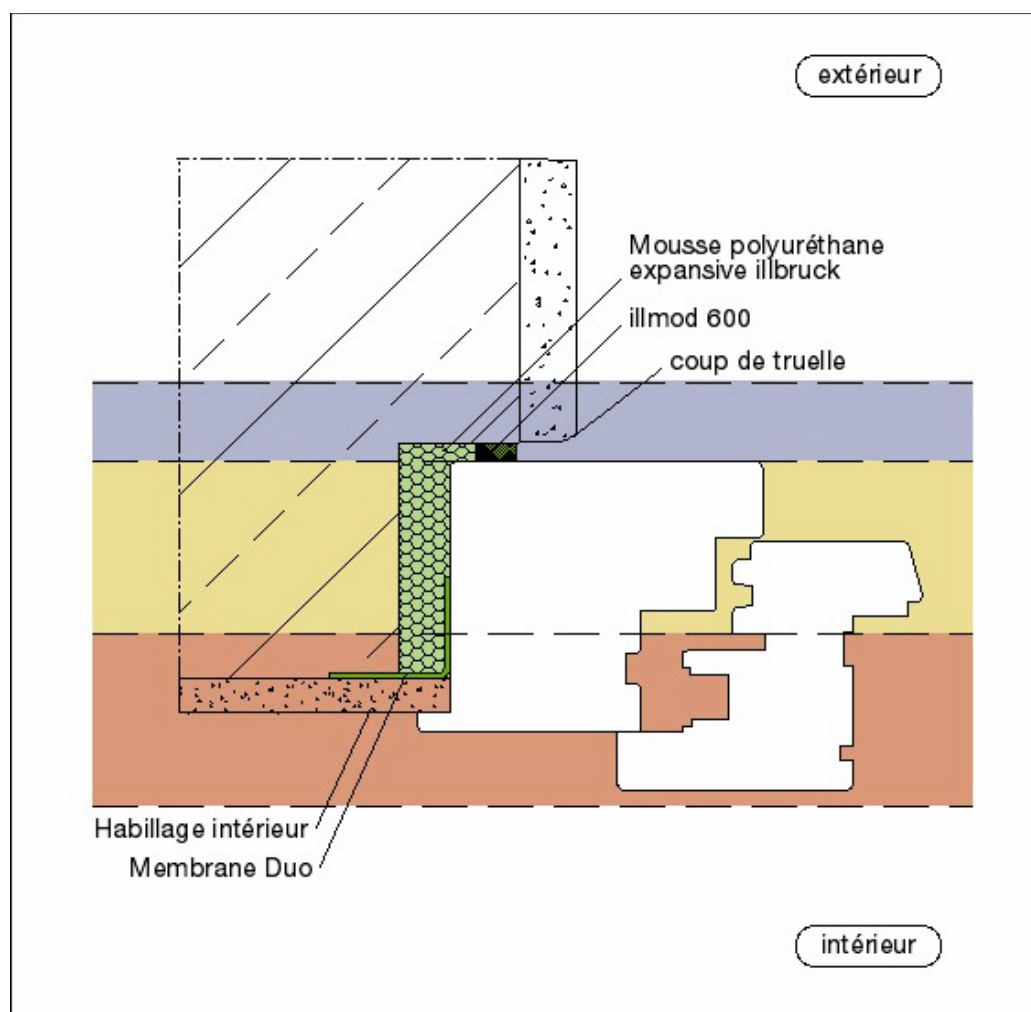 extérieur
Mousse polyuréthane
expansive illbruck
illmod 600
coup de truelle
Habillage intérieur
Membrane Duo
intérieur